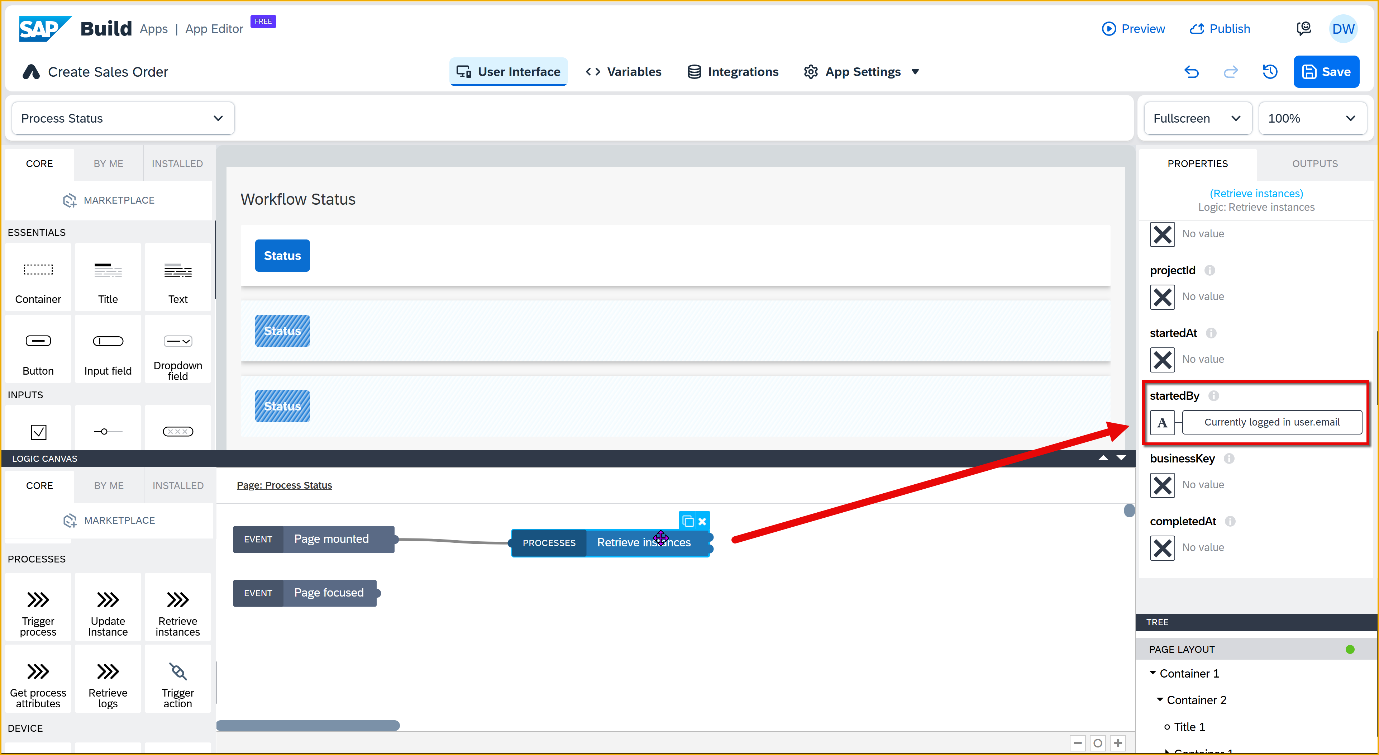 SAP Build Apps | App Editor FREE
Preview Publish DW
Create Sales Order
User Interface Variables Integrations App Settings
Save
Process Status
Fullscreen 100%
CORE BY ME INSTALLED
MARKETPLACE
ESSENTIALS
Container Title Text
Button Input field Dropdown field
INPUTS
Workflow Status
Status
Status
Status
PROPERTIES OUTPUTS
(Retrieve instances)
Logic: Retrieve instances
No value
projectId
No value
startedAt
No value
startedBy
A Currently logged in user.email
businessKey
No value
completedAt
No value
LOGIC CANVAS
CORE BY ME INSTALLED
MARKETPLACE
Page: Process Status
EVENT Page mounted
PROCESSES Retrieve instances
EVENT Page focused
PROCESSES
Trigger process Update Instance Retrieve instances
Get process attributes Retrieve logs Trigger action
DEVICE
TREE
PAGE LAYOUT
Container 1
Container 2
Title 1
Container 1